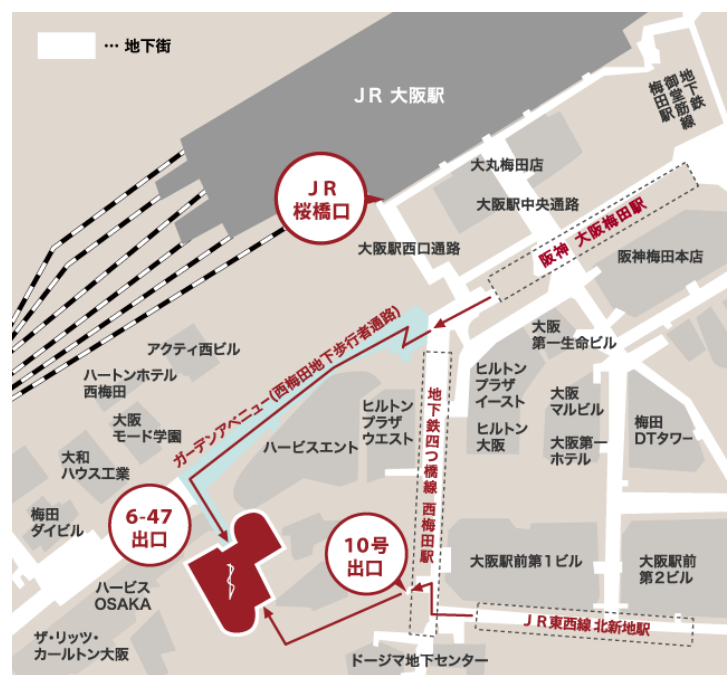 … 地下街
JR 大阪駅
地下鉄
御堂筋線
梅田駅
JR
桜橋口
大丸梅田店
大阪駅中央通路
大阪駅西口通路
阪神 大阪梅田駅
阪神梅田本店
アクティ西ビル
ハートンホテル
西梅田
大阪
モード学園
大和
ハウス工業
梅田
ダイビル
ガーデンアベニュー(西梅田地下歩行者通路)
ハービスエント
ヒルトン
プラザ
ウエスト
地下鉄四つ橋線 西梅田駅
ヒルトン
プラザ
イースト
ヒルトン
大阪
大阪
第一生命ビル
大阪
マルビル
大阪第一
ホテル
梅田
DTタワー
6-47
出口
10号
出口
大阪駅前第1ビル
大阪駅前
第2ビル
ハービス
OSAKA
ザ・リッツ・
カールトン大阪
JR東西線 北新地駅
ドージマ地下センター